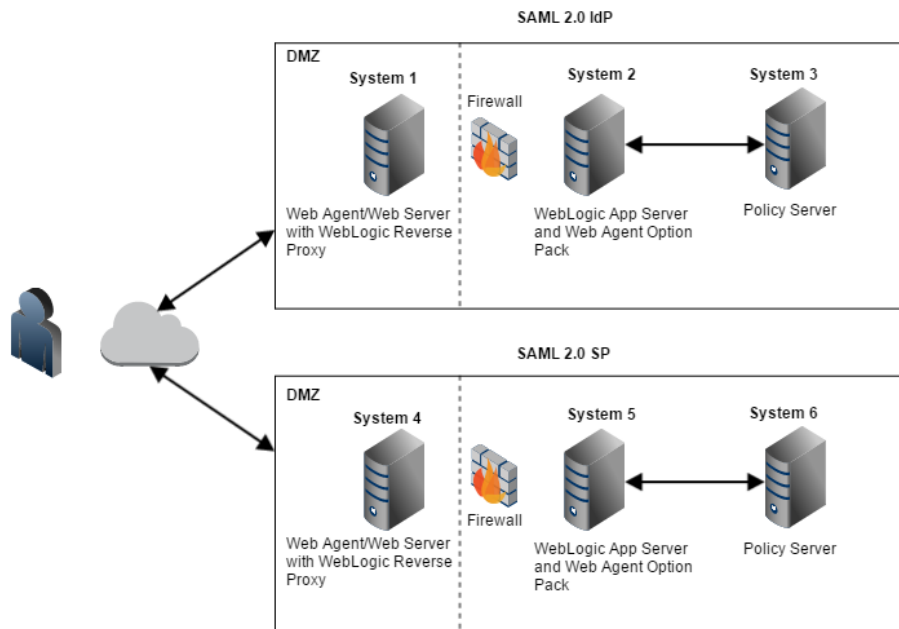 SAML 2.0 IdP
DMZ
System 1
System 2
System 3
Firewall
Web Agent/Web Server
with WebLogic Reverse
Proxy
WebLogic App Server
and Web Agent Option
Pack
Policy Server
SAML 2.0 SP
DMZ
System 4
System 5
System 6
Firewall
Web Agent/Web Server
with WebLogic Reverse
Proxy
WebLogic App Server
and Web Agent Option
Pack
Policy Server